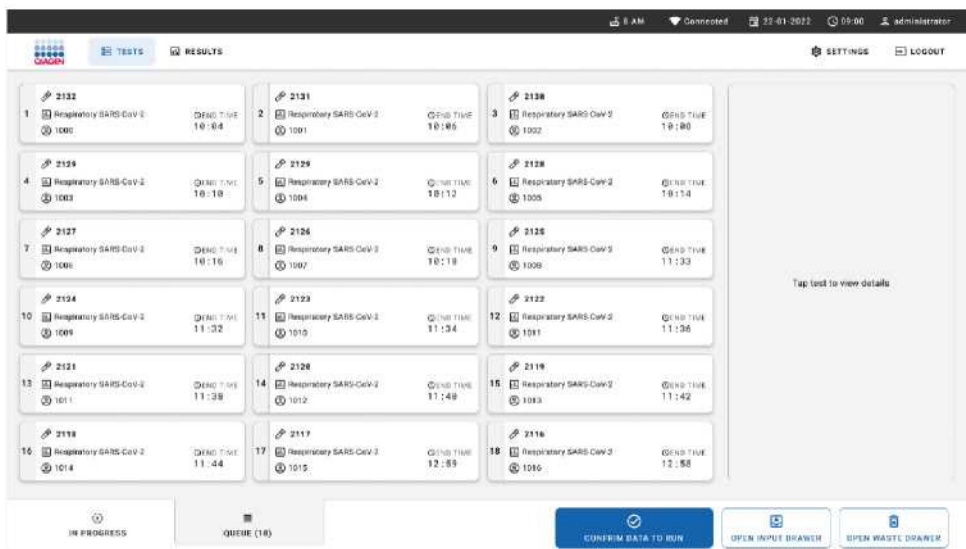 8 AM Connected 22-01-2022 09:00 administrator
QIAGEN TESTS RESULTS SETTINGS LOGOUT
2132
1 Respiratory SARS-CoV-2 END TIME
1000 10:04
2131
2 Respiratory SARS-CoV-2 END TIME
1001 10:06
2130
3 Respiratory SARS-CoV-2 END TIME
1002
2129
4 Respiratory SARS-CoV-2 END TIME
1003 10:10
2129
5 Respiratory SARS-CoV-2 END TIME
1004 10:12
2128
6 Respiratory SARS-CoV-2 END TIME
1005 10:14
2127
7 Respiratory SARS-CoV-2 END TIME
1006 10:16
2126
8 Respiratory SARS-CoV-2 END TIME
1007 10:18
2125
9 Respiratory SARS-CoV-2 END TIME
1008 11:33
2124
10 Respiratory SARS-CoV-2 END TIME
1009 11:32
2123
11 Respiratory SARS-CoV-2 END TIME
1010 11:34
2122
12 Respiratory SARS-CoV-2 END TIME
1011 11:36
2121
13 Respiratory SARS-CoV-2 END TIME
1011 11:38
2120
14 Respiratory SARS-CoV-2 END TIME
1012 11:40
2119
15 Respiratory SARS-CoV-2 END TIME
1013 11:42
2118
16 Respiratory SARS-CoV-2 END TIME
1014 11:44
2117
17 Respiratory SARS-CoV-2 END TIME
1015 12:59
2116
18 Respiratory SARS-CoV-2 END TIME
1016 12:58
Tap test to view details
IN PROGRESS QUEUE (18) CONFRIM DATA TO RUN OPEN INPUT DRAWER OPEN WASTE DRAWER